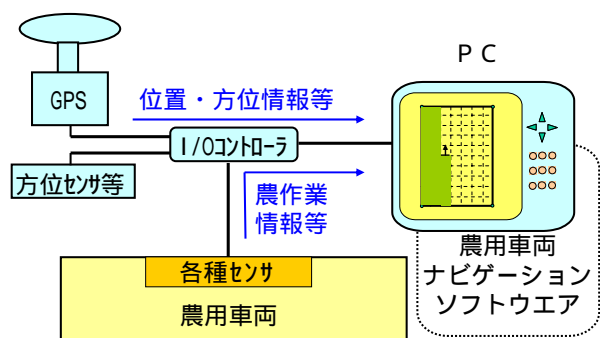 PC
GPS
位置・方位情報等
I/Oコントローラ
方位センサ等
農作業
情報等
各種センサ
農用車両
農用車両
ナビゲーション
ソフトウエア